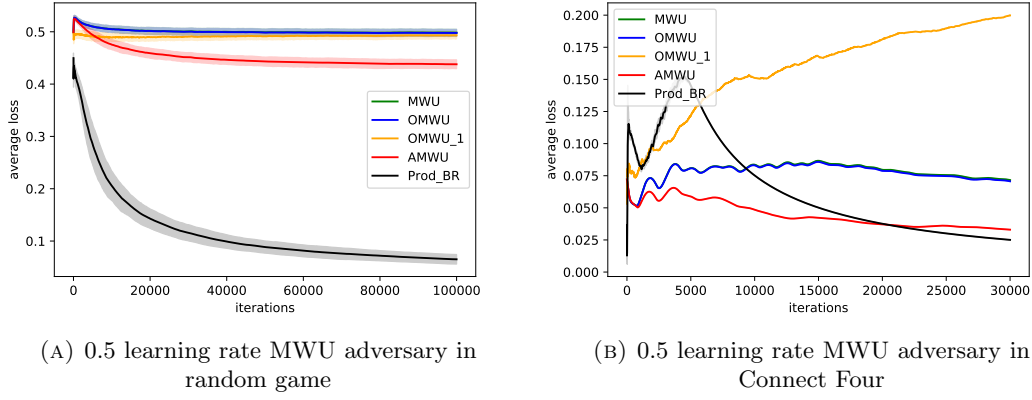 0.5
0.4
0.3
0.2
0.1
average loss
MWU
OMWU
OMWU_1
AMWU
Prod_BR
0 20000 40000 60000 80000 100000
iterations
(A) 0.5 learning rate MWU adversary in
random game
0.200
0.175
0.150
0.125
0.100
0.075
0.050
0.025
0.000
average loss
MWU
OMWU
OMWU_1
AMWU
Prod_BR
0 5000 10000 15000 20000 25000 30000
iterations
(B) 0.5 learning rate MWU adversary in
Connect Four